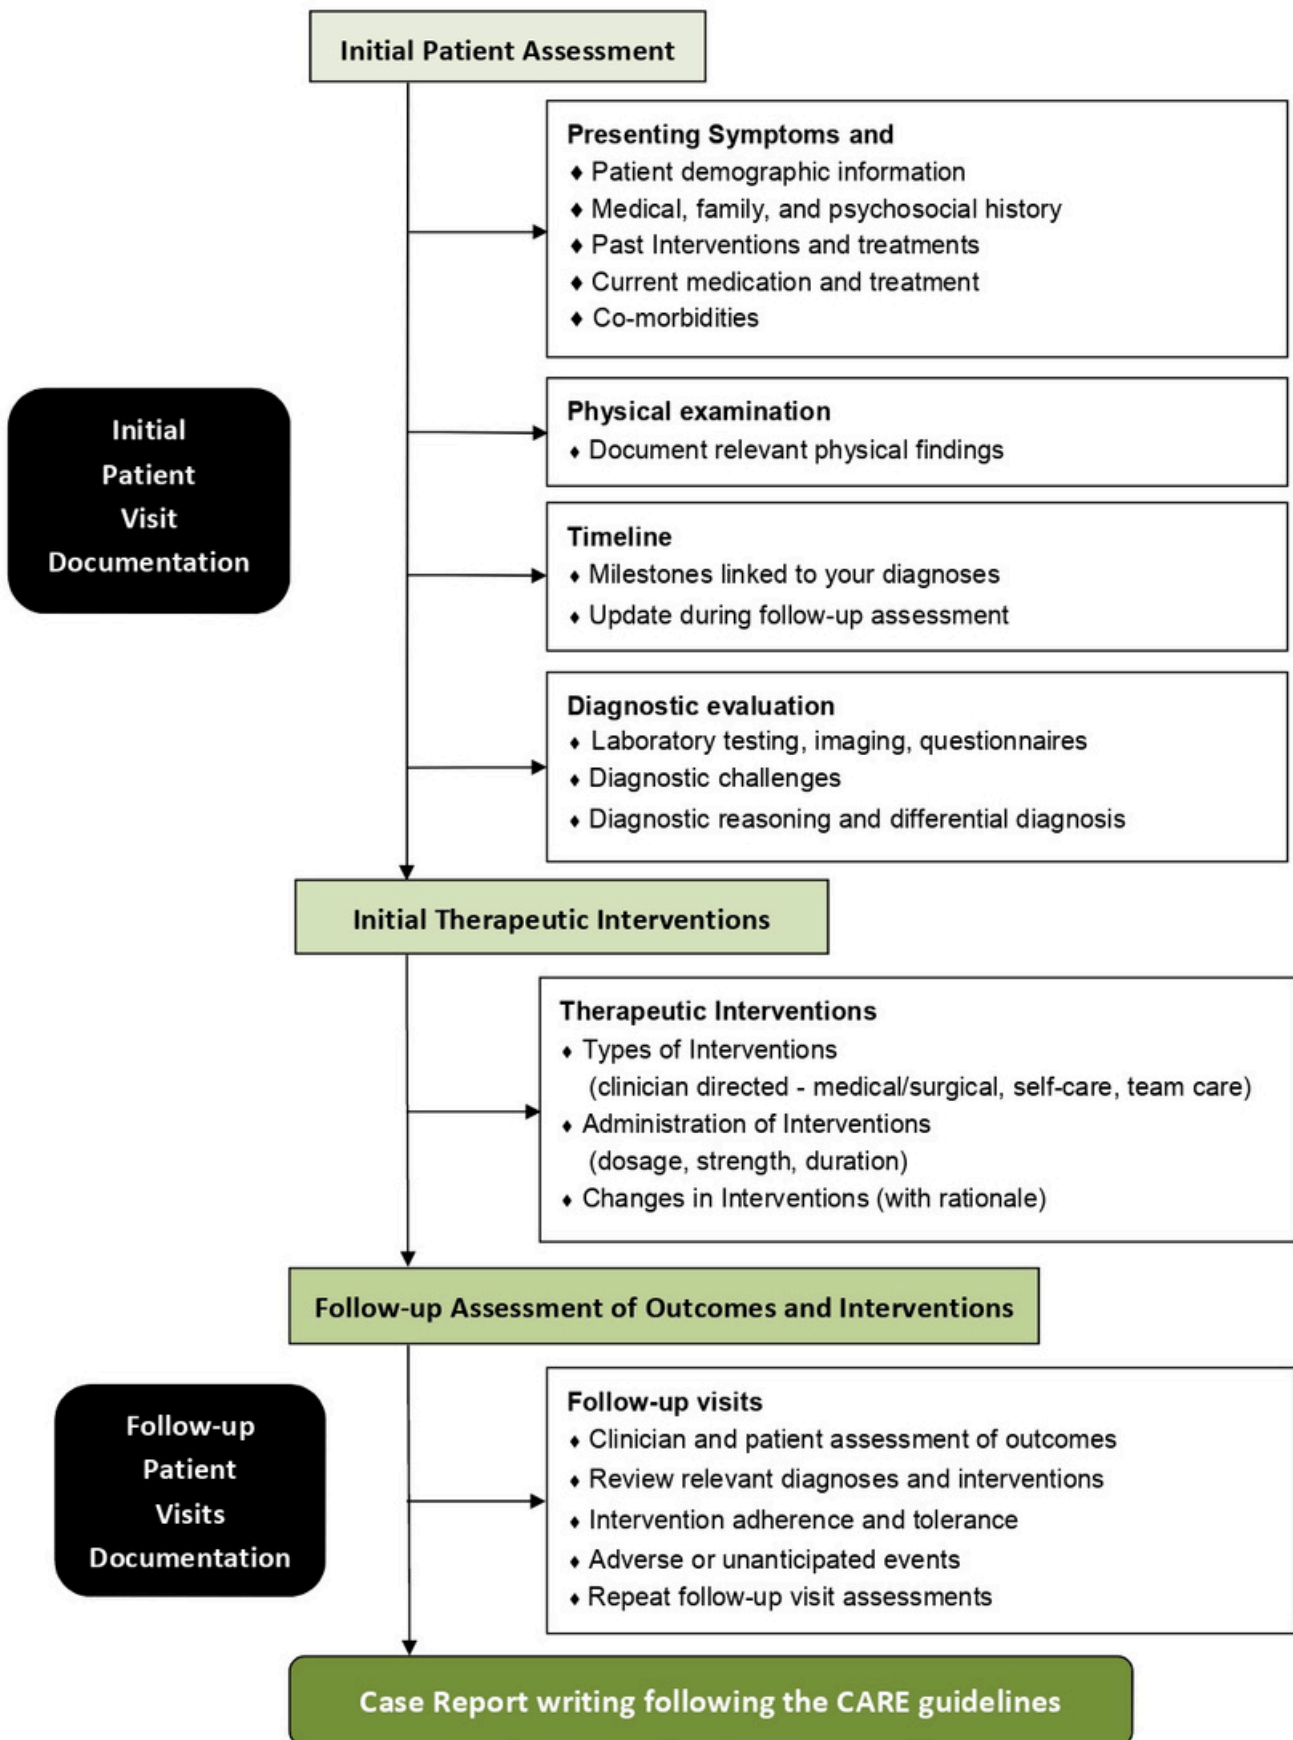 Initial Patient Assessment
Presenting Symptoms and
♦ Patient demographic information
♦ Medical, family, and psychosocial history
♦ Past Interventions and treatments
♦ Current medication and treatment
♦ Co-morbidities
Initial
Patient
Visit
Documentation
Physical examination
♦ Document relevant physical findings
Timeline
♦ Milestones linked to your diagnoses
♦ Update during follow-up assessment
Diagnostic evaluation
♦ Laboratory testing, imaging, questionnaires
♦ Diagnostic challenges
♦ Diagnostic reasoning and differential diagnosis
Initial Therapeutic Interventions
Therapeutic Interventions
♦ Types of Interventions
(clinician directed - medical/surgical, self-care, team care)
♦ Administration of Interventions
(dosage, strength, duration)
♦ Changes in Interventions (with rationale)
Follow-up Assessment of Outcomes and Interventions
Follow-up
Patient
Visits
Documentation
Follow-up visits
♦ Clinician and patient assessment of outcomes
♦ Review relevant diagnoses and interventions
♦ Intervention adherence and tolerance
♦ Adverse or unanticipated events
♦ Repeat follow-up visit assessments
Case Report writing following the CARE guidelines